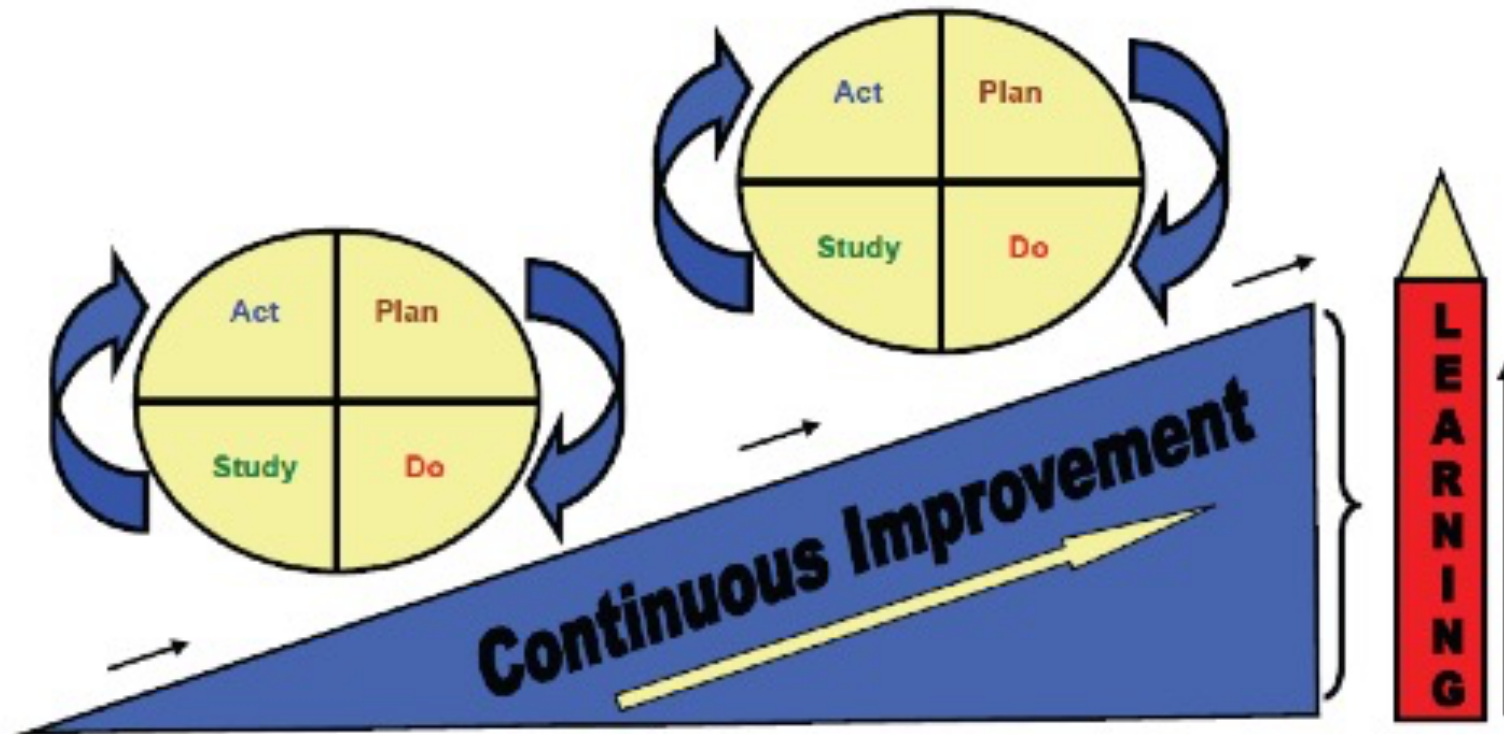 Act Plan
Study Do
Act Plan
Study Do
Continuous Improvement
LEARNING